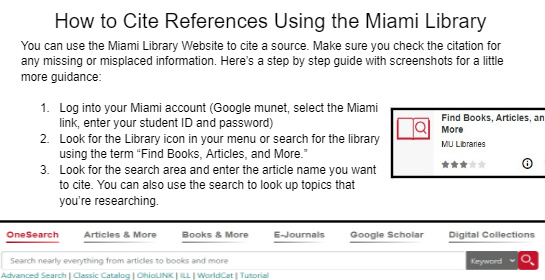 How to Cite References Using the Miami Library
You can use the Miami Library Website to cite a source. Make sure you check the citation for
any missing or misplaced information. Here's a step by step guide with screenshots for a little
more guidance:
1. Log into your Miami account (Google munet, select the Miami
link, enter your student ID and password)
2. Look for the Library icon in your menu or search for the library
using the term "Find Books, Articles, and More."
3. Look for the search area and enter the article name you want
to cite. You can also use the search to look up topics that
you're researching.
Find Books, Articles, an
More
MU Libraries
OneSearch Articles & More Books & More E-Journals Google Scholar Digital Collections
Search nearly everything from articles to books and more Keyword
Advanced Search | Classic Catalog | OhioLINK | ILL | WorldCat | Tutorial